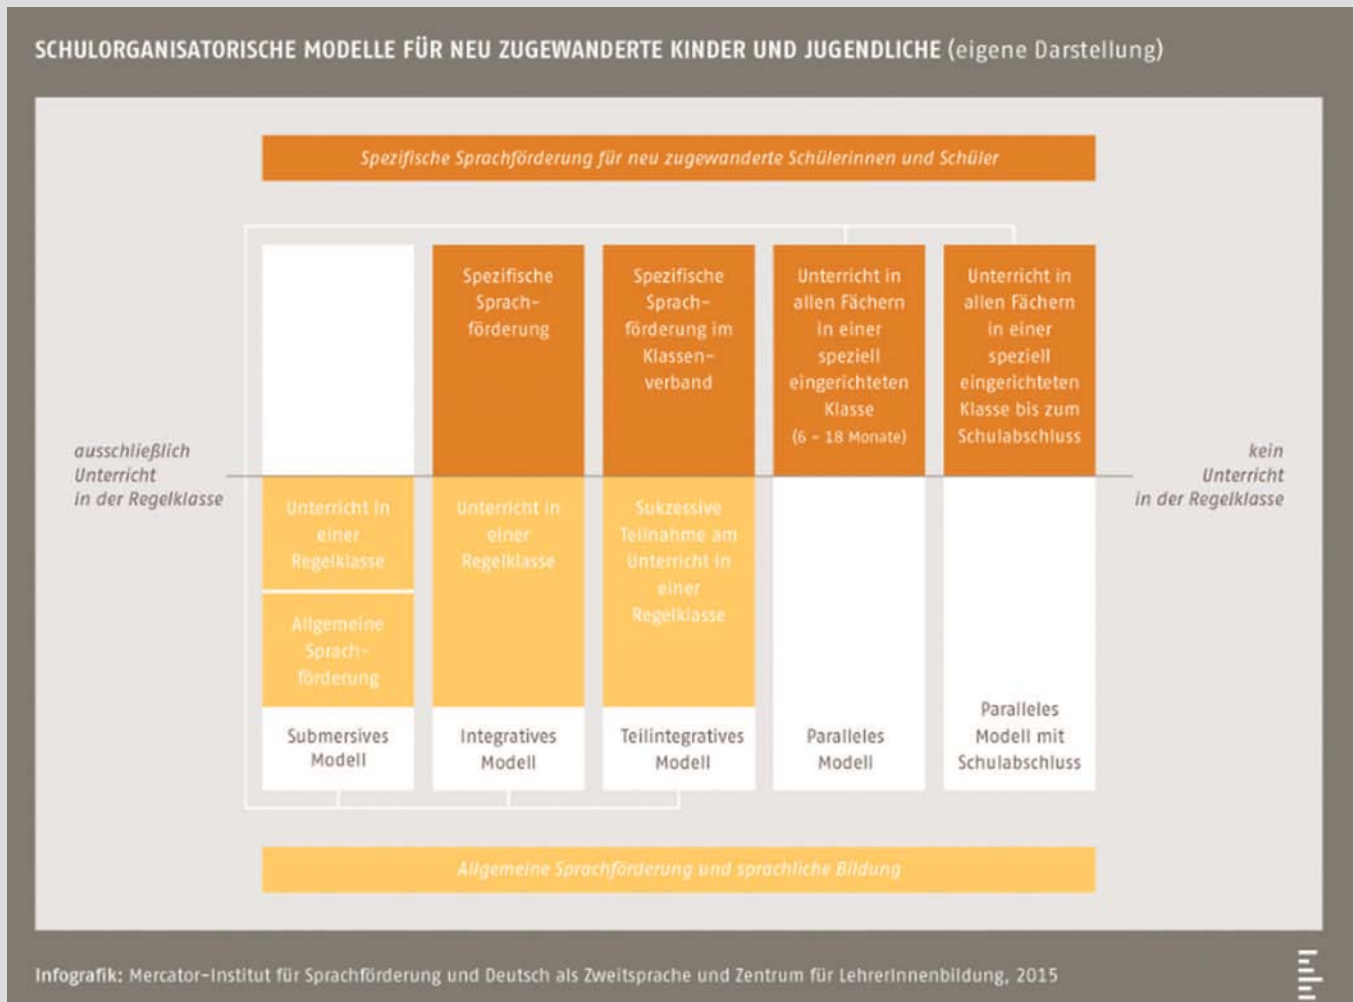 SCHULORGANISATORISCHE MODELLE FÜR NEU ZUGEWANDERTE KINDER UND JUGENDLICHE (eigene Darstellung)
Spezifische Sprachförderung für neu zugewanderte Schülerinnen und Schüler
ausschließlich
Unterricht
in der Regelklasse
Unterricht in
einer
Regelklasse
Allgemeine
Sprach-
förderung
Submersives
Modell
Spezifische
Sprach-
förderung
Unterricht in
einer
Regelklasse
Integratives
Modell
Spezifische
Sprach-
förderung im
Klassen-
verband
Sukzessive
Teilnahme am
Unterricht in
einer
Regelklasse
Teilintegratives
Modell
Unterricht in
allen Fächern
in einer
speziell
eingerichteten
Klasse
(6 – 18 Monate)
Paralleles
Modell
Unterricht in
allen Fächern
in einer
speziell
eingerichteten
Klasse bis zum
Schulabschluss
Paralleles
Modell mit
Schulabschluss
kein
Unterricht
in der Regelklasse
Allgemeine Sprachförderung und sprachliche Bildung
Infografik: Mercator-Institut für Sprachförderung und Deutsch als Zweitsprache und Zentrum für LehrerInnenbildung, 2015